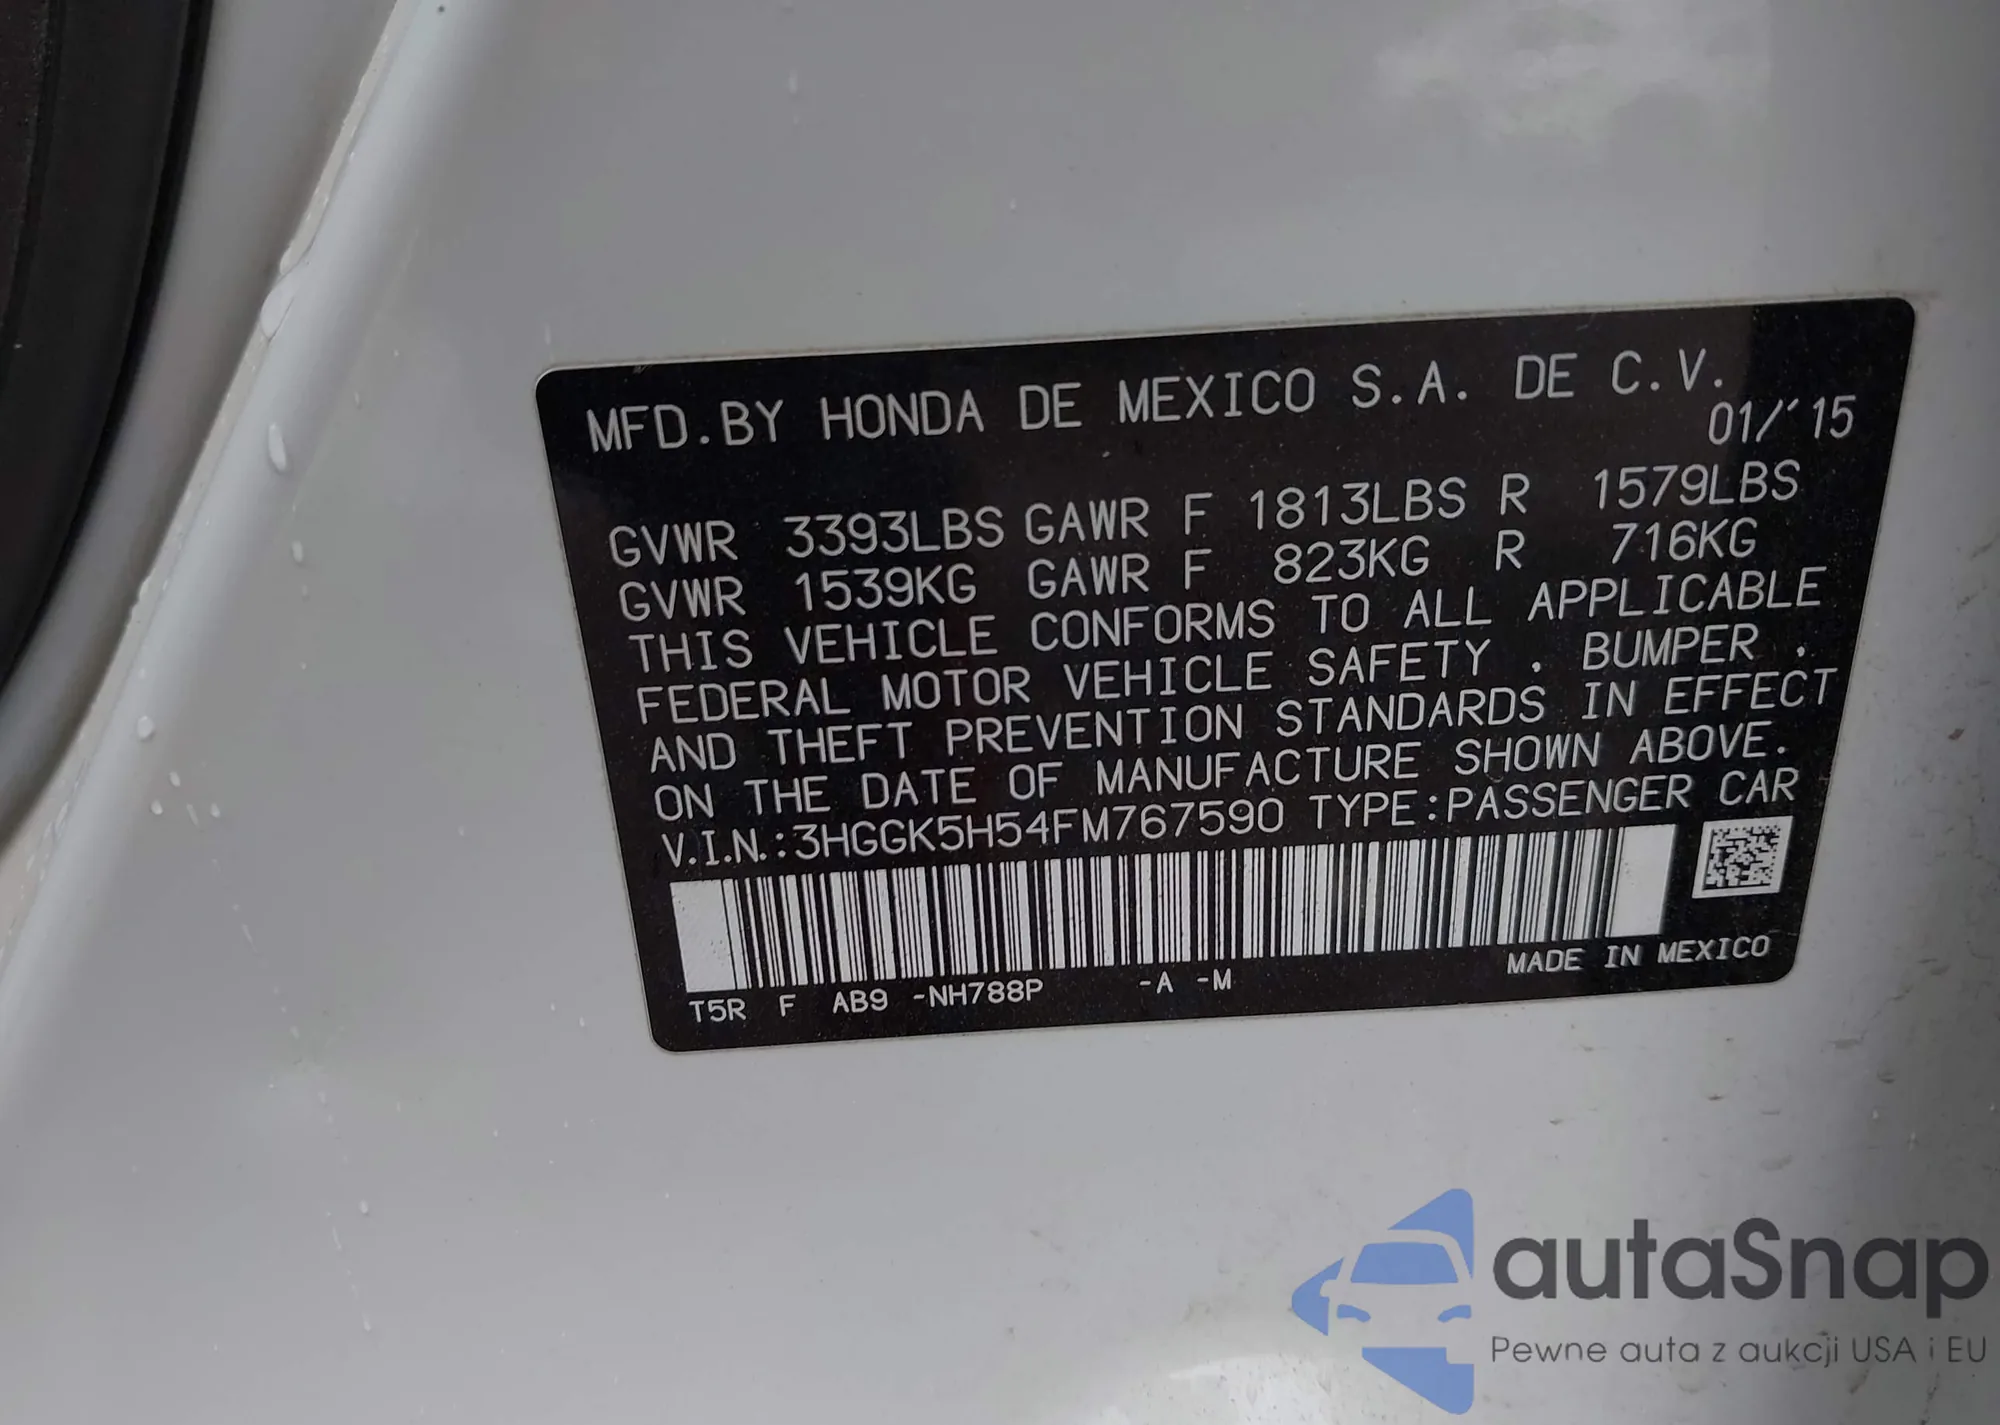 MFD.BY HONDA DE MEXICO S.A. DE C.V.
01/'15
GVWR 3393LBS GAWR F 1813LBS R 1579LBS
GVWR 1539KG GAWR F 823KG R 716KG
THIS VEHICLE CONFORMS TO ALL APPLICABLE
FEDERAL MOTOR VEHICLE SAFETY , BUMPER ,
AND THEFT PREVENTION STANDARDS IN EFFECT
ON THE DATE OF MANUFACTURE SHOWN ABOVE.
V.I.N.:3HGGK5H54FM767590 TYPE:PASSENGER CAR
T5R F AB9 -NH788P -A -M MADE IN MEXICO
autaSnap
Pewne auta z aukcji USA i EU